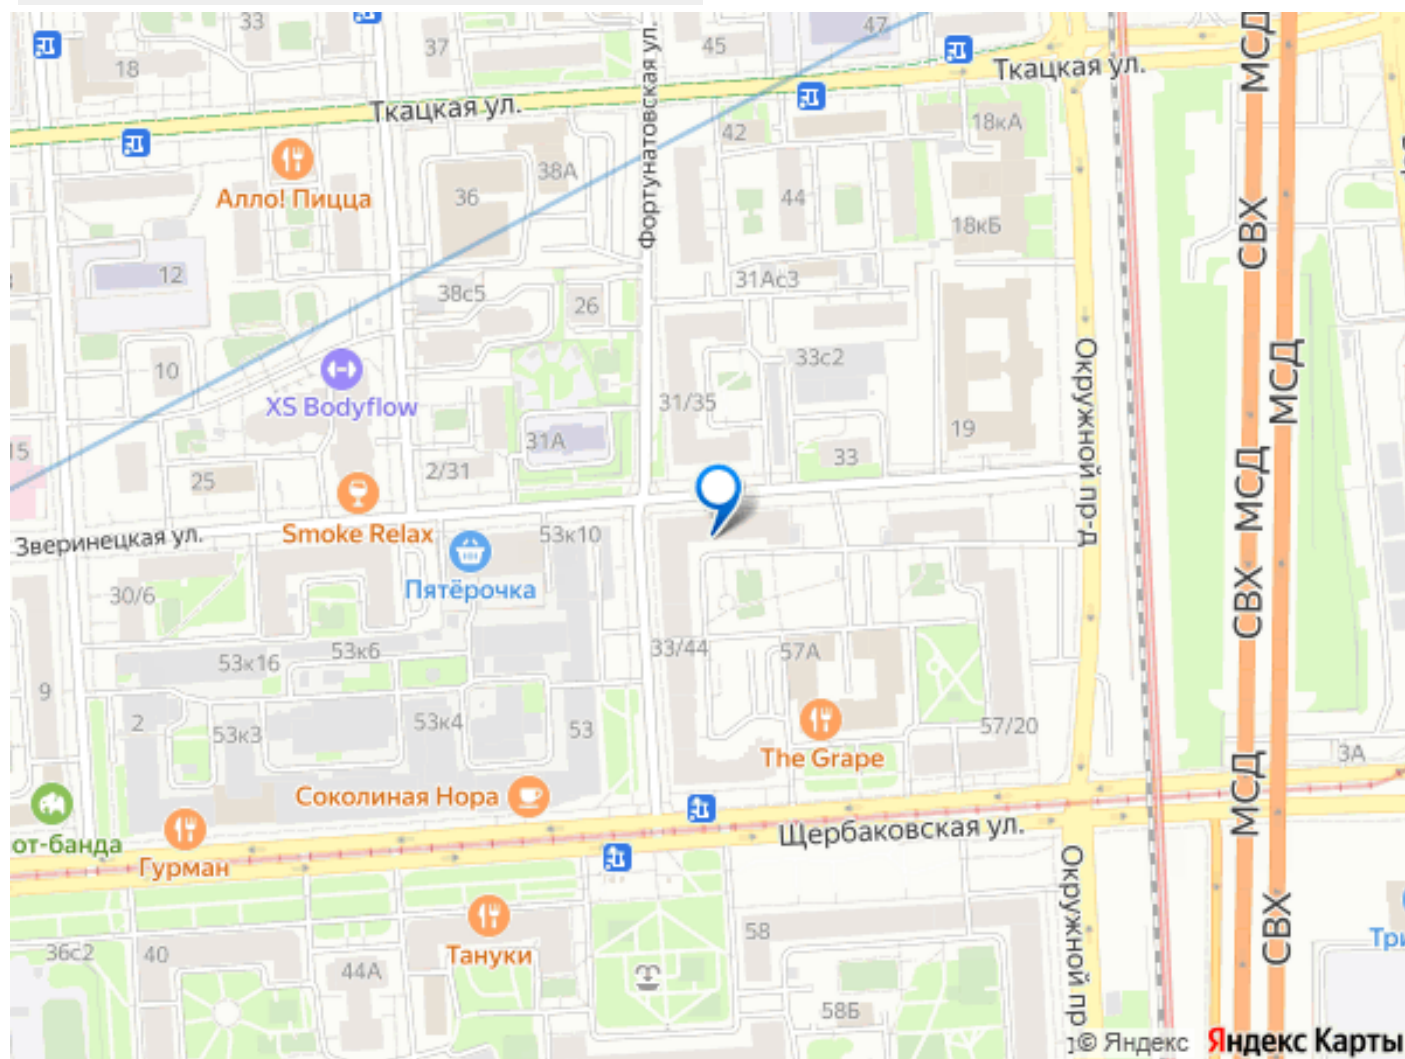 33
37
45
47
18
Ткацкая ул.
Ткацкая ул.
МСД
Фортунатовская ул.
42
18кА
38А
Алло! Пицца
36
44
18кБ
СВХ
12
38с5
26
31Ас3
33с2
10
XS Bodyflow
31/35
Окружной пр-д
МСД
15
25
2/31
31А
33
19
МСД
Smoke Relax
Зверинецкая ул.
53к10
МСД
Пятёрочка
30/6
СВХ
53к16
53к6
33/44
57А
9
2
53к3
53к4
53
57/20
The Grape
3А
МСД
Соколиная Нора
от-банда
Гурман
Щербаковская ул.
Окружной пр
СВХ
36с2
40
44А
Тануки
58
Три
58Б
© Яндекс
Яндекс Карты